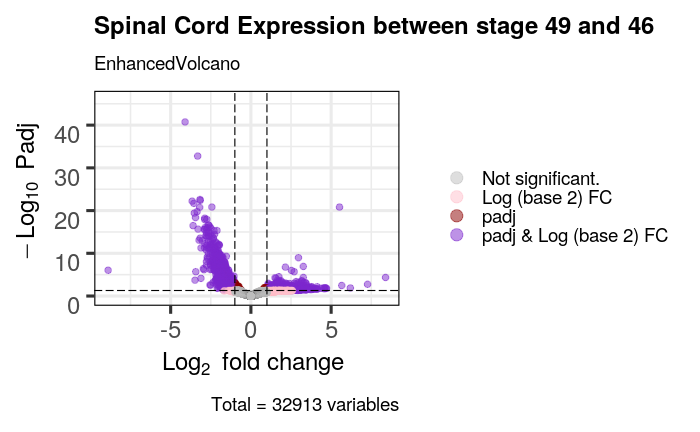 Spinal Cord Expression between stage 49 and 46
EnhancedVolcano
− Log10 Padj
40
30
20
10
0
-5 0 5
Log2 fold change
Not significant.
Log (base 2) FC
padj
padj & Log (base 2) FC
Total = 32913 variables